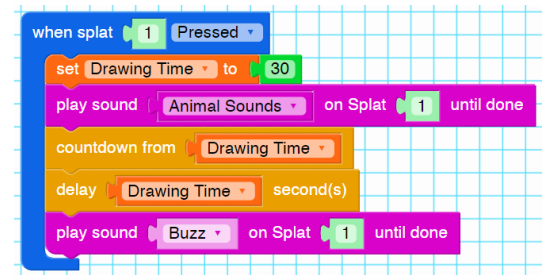 when splat 1 Pressed
set Drawing Time to 30
play sound Animal Sounds on Splat 1 until done
countdown from Drawing Time
delay Drawing Time second(s)
play sound Buzz on Splat 1 until done